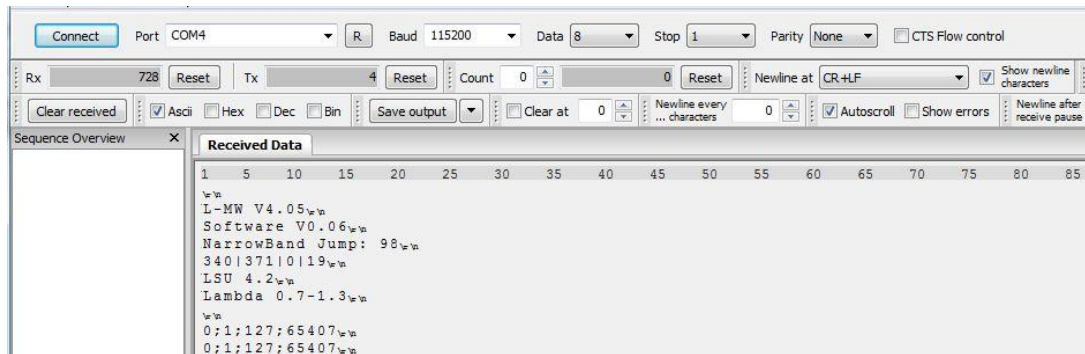 Connect Port COM4 R Baud 115200 Data 8 Stop 1 Parity None CTS Flow control
Rx 728 Reset Tx 4 Reset Count 0 0 Reset Newline at CR+LF Show newline characters
Clear received Ascii Hex Dec Bin Save output Clear at 0 Newline every ... characters 0 Autoscroll Show errors Newline after receive pause
Sequence Overview X Received Data
1 5 10 15 20 25 30 35 40 45 50 55 60 65 70 75 80 85
\r\n
L-MW V4.05\r\n
Software V0.06\r\n
NarrowBand Jump: 98\r\n
340|371|0|19\r\n
LSU 4.2\r\n
Lambda 0.7-1.3\r\n
\r\n
0;1;127;65407\r\n
0;1;127;65407\r\n